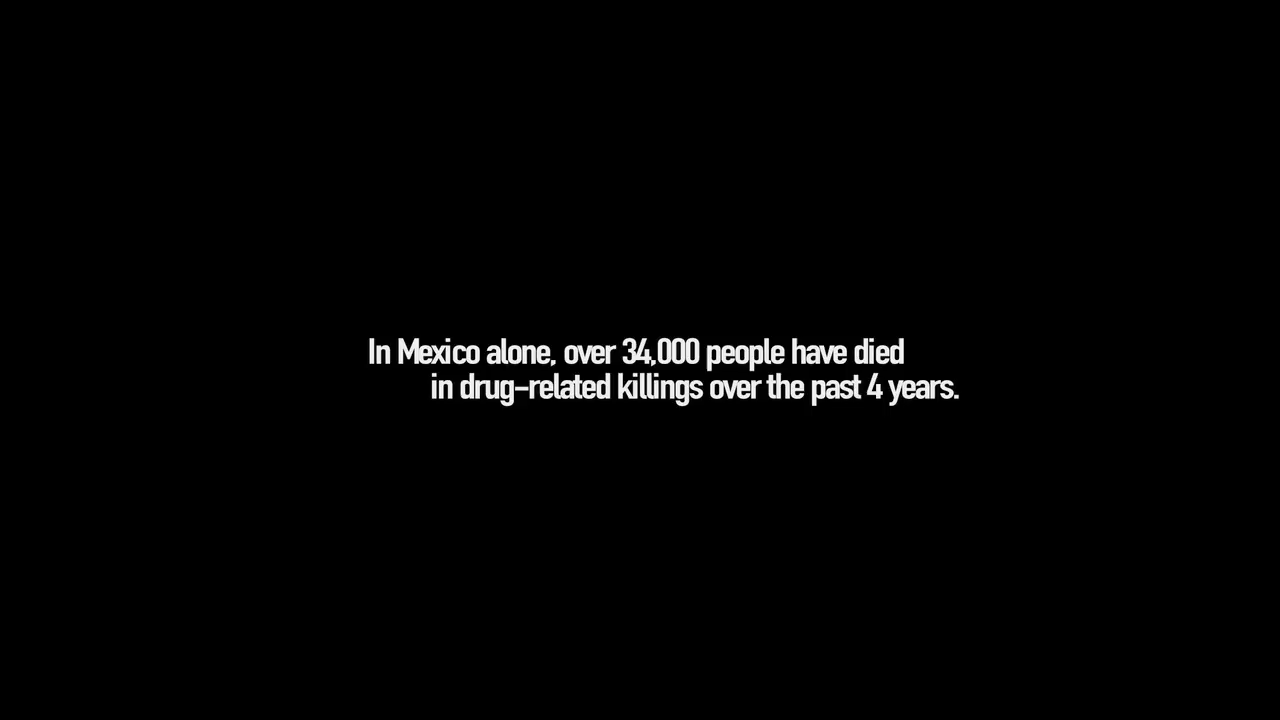 In Mexico alone, over 34,000 people have died
in drug-related killings over the past 4 years.